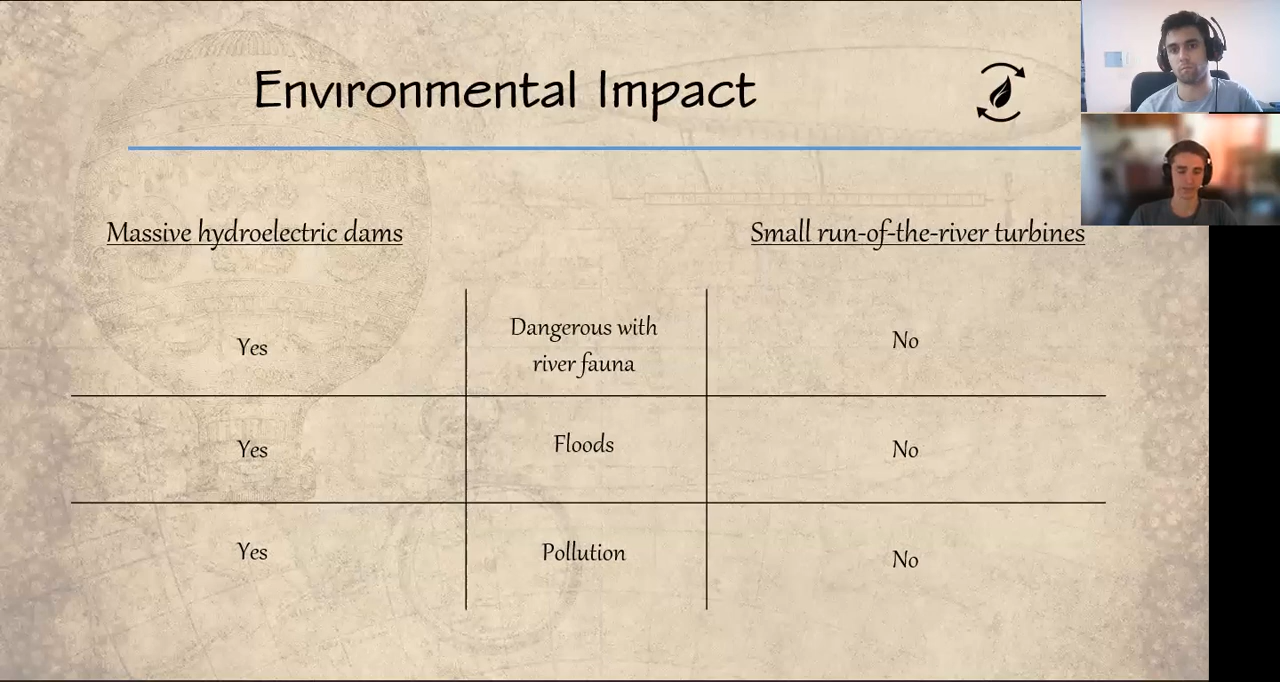 Environmental Impact
Massive hydroelectric dams
Small run-of-the-river turbines
Yes
Dangerous with
river fauna
No
Yes
Floods
No
Yes
Pollution
No